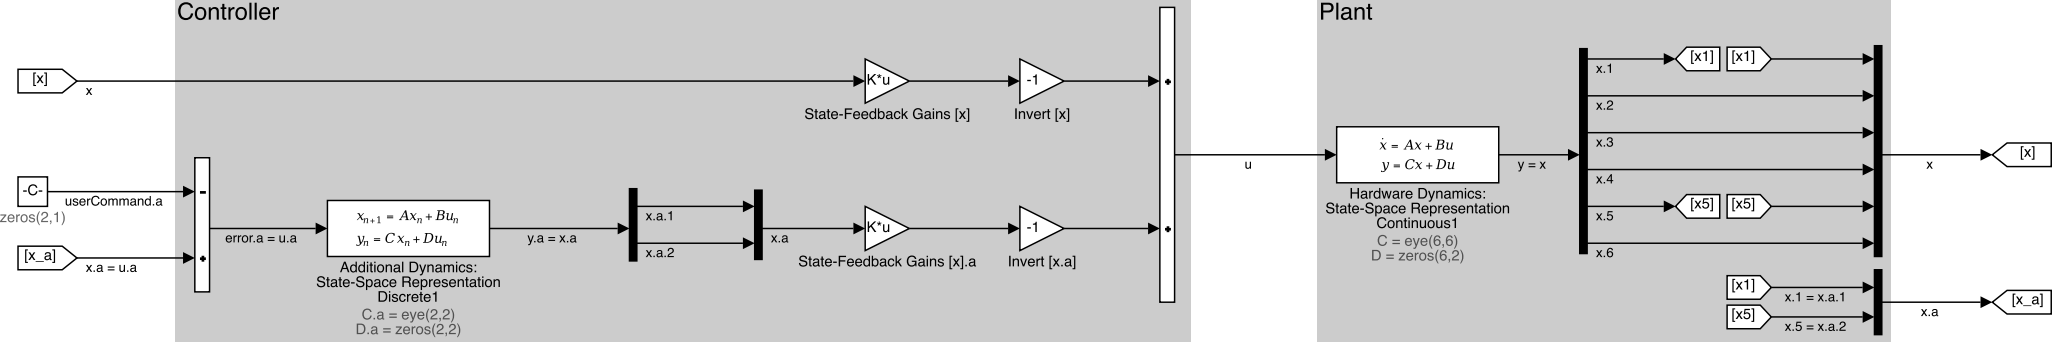 Controller
Plant
[x]
x
K*u
-1
State-Feedback Gains [x]
Invert [x]
-C-
userCommand.a
zeros(2,1)
[x_a]
x.a = u.a
-
+
error.a = u.a
xn+1 = Axn + Bun
yn = Cxn + Dun
Additional Dynamics:
State-Space Representation
Discrete1
C.a = eye(2,2)
D.a = zeros(2,2)
y.a = x.a
x.a.1
x.a.2
x.a
K*u
-1
State-Feedback Gains [x].a
Invert [x.a]
+
+
u
ẋ = Ax + Bu
y = Cx + Du
Hardware Dynamics:
State-Space Representation
Continuous1
C = eye(6,6)
D = zeros(6,2)
y = x
x.1
x.2
x.3
x.4
x.5
x.6
[x1] [x1]
[x5] [x5]
x
[x]
[x1]
x.1 = x.a.1
[x5]
x.5 = x.a.2
x.a
[x_a]